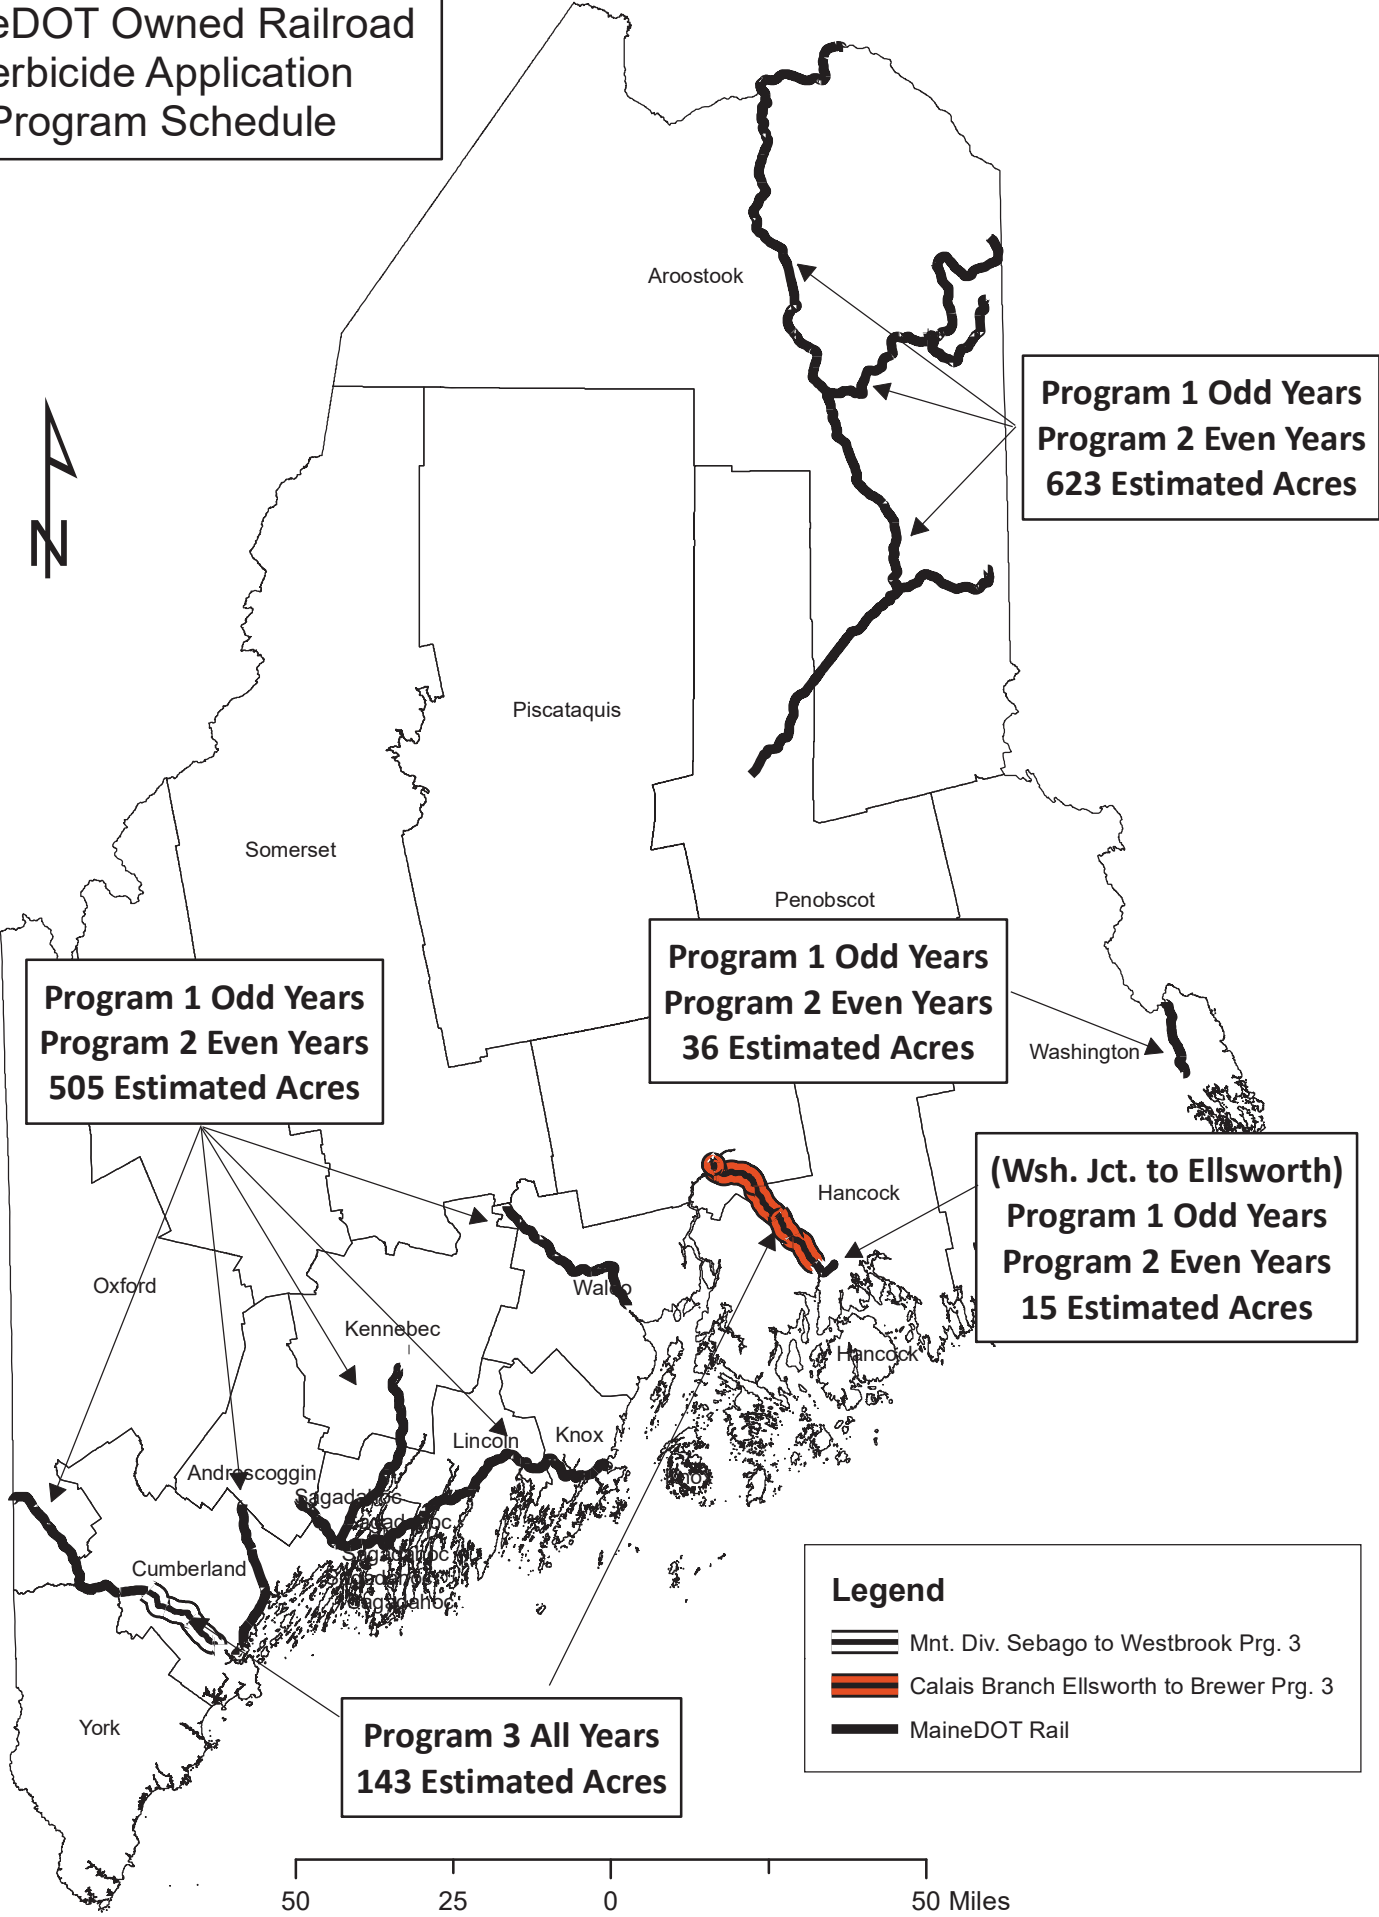 eDOT Owned Railroad
erbicide Application
Program Schedule
Aroostook
Program 1 Odd Years
Program 2 Even Years
623 Estimated Acres
N
Piscataquis
Somerset
Penobscot
Program 1 Odd Years
Program 2 Even Years
36 Estimated Acres
Program 1 Odd Years
Program 2 Even Years
505 Estimated Acres
Washington
(Wsh. Jct. to Ellsworth)
Program 1 Odd Years
Program 2 Even Years
15 Estimated Acres
Hancock
Oxford
Waldo
Kennebec
Hancock
Lincoln
Knox
Androscoggin
Sagadahoc
Sagadahoc
Sagadahoc
Sagadahoc
Sagadahoc
Knox
Cumberland
York
Program 3 All Years
143 Estimated Acres
Legend
Mnt. Div. Sebago to Westbrook Prg. 3
Calais Branch Ellsworth to Brewer Prg. 3
MaineDOT Rail
50 25 0 50 Miles